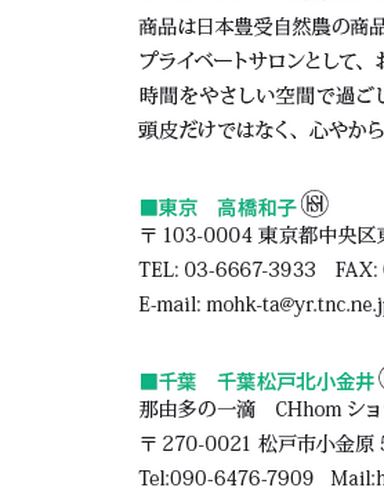 商品は日本豊受自然農の商品
プライベートサロンとして、お
時間をやさしい空間で過ごし
頭皮だけではなく、心やから
■東京　高橋和子
〒103-0004 東京都中央区東
TEL: 03-6667-3933　FAX:
E-mail: mohk-ta@yr.tnc.ne.jp
■千葉　千葉松戸北小金井
那由多の一滴　CHhom ショ
〒270-0021 松戸市小金原 5
Tel:090-6476-7909　Mail:h